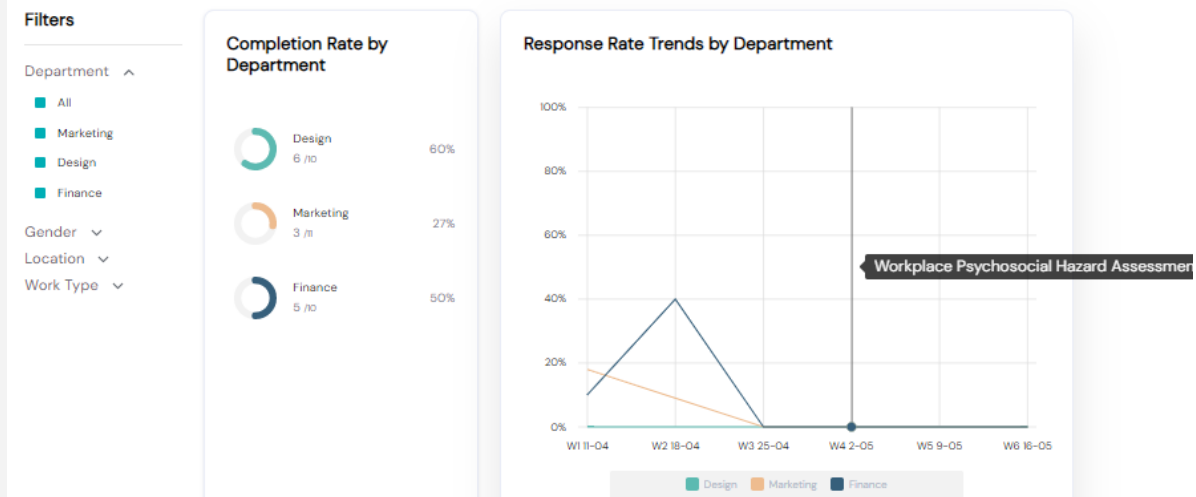 Filters
Department
All
Marketing
Design
Finance
Gender
Location
Work Type
Completion Rate by
Department
Design
6 /10
60%
Marketing
3 /11
27%
Finance
5 /10
50%
Response Rate Trends by Department
100%
80%
60%
40%
20%
0%
Workplace Psychosocial Hazard Assessmen
W1 11-04 W2 18-04 W3 25-04 W4 2-05 W5 9-05 W6 16-05
Design Marketing Finance